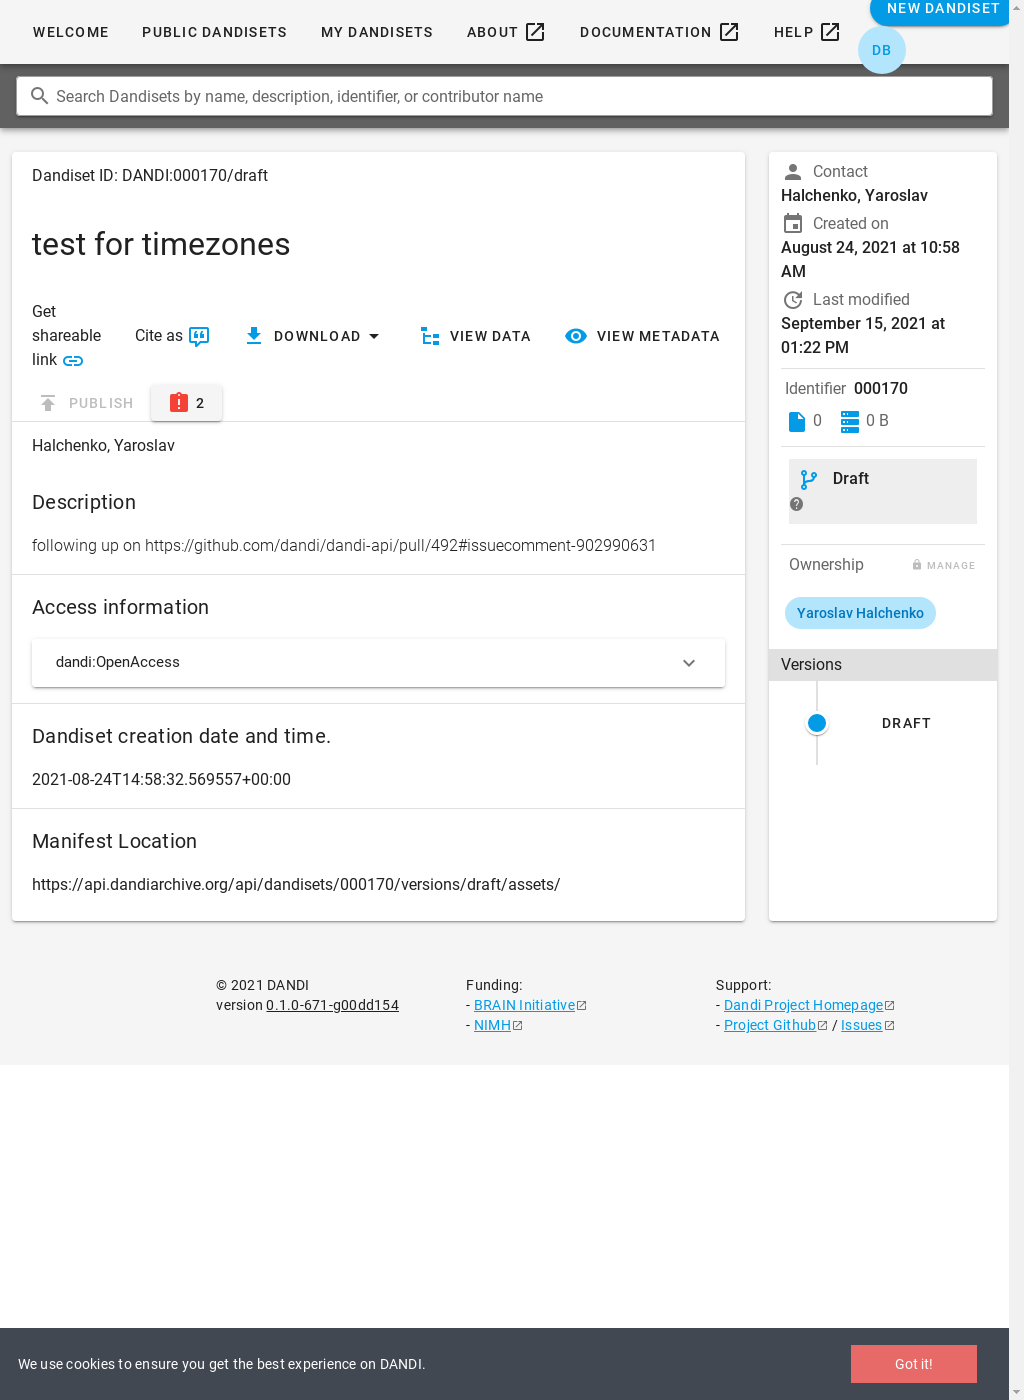 WELCOME
PUBLIC DANDISETS
MY DANDISETS
ABOUT
DOCUMENTATION
HELP
NEW DANDISET
DB
Search Dandisets by name, description, identifier, or contributor name
Dandiset ID: DANDI:000170/draft
test for timezones
Get
shareable
link
Cite as
DOWNLOAD
VIEW DATA
VIEW METADATA
PUBLISH
2
Halchenko, Yaroslav
Description
following up on https://github.com/dandi/dandi-api/pull/492#issuecomment-902990631
Access information
dandi:OpenAccess
Dandiset creation date and time.
2021-08-24T14:58:32.569557+00:00
Manifest Location
https://api.dandiarchive.org/api/dandisets/000170/versions/draft/assets/
Contact
Halchenko, Yaroslav
Created on
August 24, 2021 at 10:58
AM
Last modified
September 15, 2021 at
01:22 PM
Identifier 000170
0
0 B
Draft
Ownership
MANAGE
Yaroslav Halchenko
Versions
DRAFT
© 2021 DANDI
version 0.1.0-671-g00dd154
Funding:
- BRAIN Initiative
- NIMH
Support:
- Dandi Project Homepage
- Project Github / Issues
We use cookies to ensure you get the best experience on DANDI.
Got it!